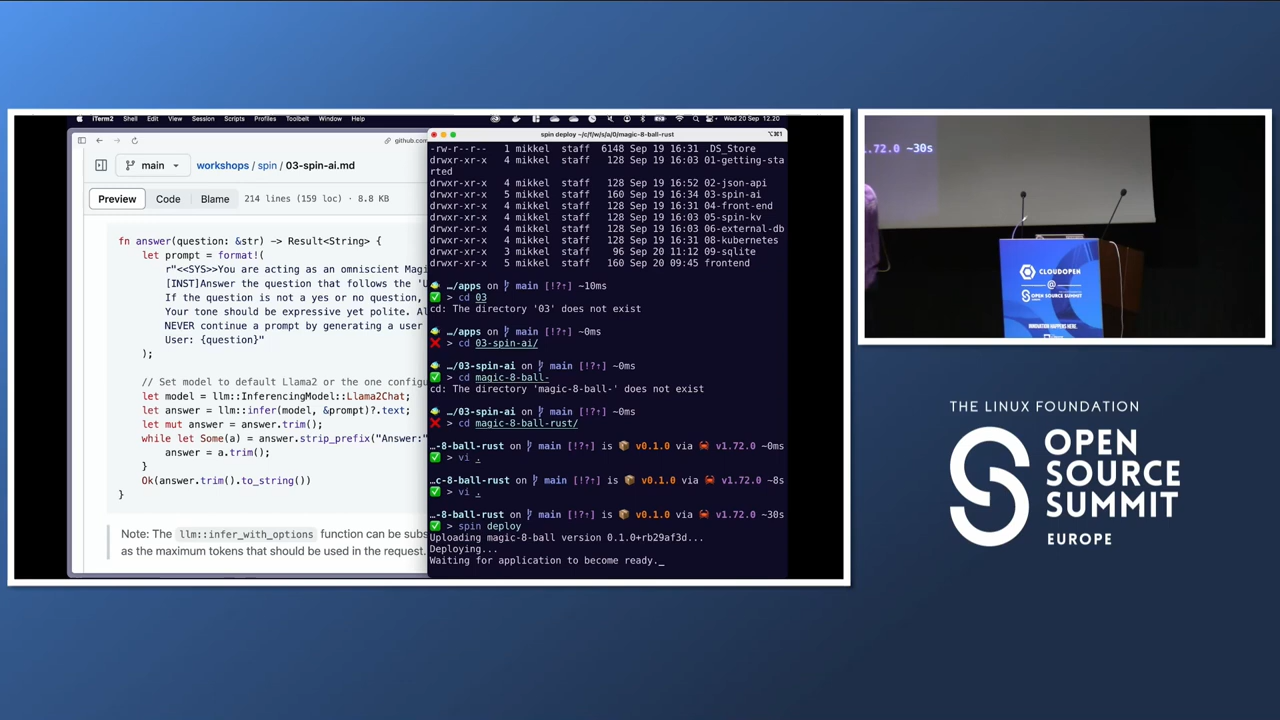 iTerm2 Shell Edit View Session Scripts Profiles Toolbelt Window Help
Wed 20 Sep 12.20
github.com
main
workshops / spin / 03-spin-ai.md
Preview Code Blame 214 lines (159 loc) · 8.8 KB
fn answer(question: &str) -> Result<String> {
let prompt = format!(
r"<<SYS>>You are acting as an omniscient Magi
[INST]Answer the question that follows the 'U
If the question is not a yes or no question,
Your tone should be expressive yet polite. Al
NEVER continue a prompt by generating a user
User: {question}"
);
// Set model to default Llama2 or the one configu
let model = llm::InferencingModel::Llama2Chat;
let answer = llm::infer(model, &prompt)?.text;
let mut answer = answer.trim();
while let Some(a) = answer.strip_prefix("Answer:"
answer = a.trim();
}
Ok(answer.trim().to_string())
}
Note: The llm::infer_with_options function can be subs
as the maximum tokens that should be used in the request.
spin deploy ~/c/f/w/s/a/0/magic-8-ball-rust
⌥⌘1
-rw-r--r-- 1 mikkel staff 6148 Sep 19 16:31 .DS_Store
drwxr-xr-x 4 mikkel staff 128 Sep 19 16:03 01-getting-sta
rted
drwxr-xr-x 4 mikkel staff 128 Sep 19 16:52 02-json-api
drwxr-xr-x 5 mikkel staff 160 Sep 19 16:34 03-spin-ai
drwxr-xr-x 4 mikkel staff 128 Sep 19 16:31 04-front-end
drwxr-xr-x 4 mikkel staff 128 Sep 19 16:03 05-spin-kv
drwxr-xr-x 4 mikkel staff 128 Sep 19 16:03 06-external-db
drwxr-xr-x 4 mikkel staff 128 Sep 19 16:31 08-kubernetes
drwxr-xr-x 3 mikkel staff 96 Sep 20 11:12 09-sqlite
drwxr-xr-x 5 mikkel staff 160 Sep 20 09:45 frontend
…/apps on main [!?⇡] ~10ms
> cd 03
cd: The directory '03' does not exist
…/apps on main [!?⇡] ~0ms
> cd 03-spin-ai/
…/03-spin-ai on main [!?⇡] ~0ms
> cd magic-8-ball-
cd: The directory 'magic-8-ball-' does not exist
…/03-spin-ai on main [!?⇡] ~0ms
> cd magic-8-ball-rust/
…-8-ball-rust on main [!?⇡] is v0.1.0 via v1.72.0 ~0ms
> vi .
…c-8-ball-rust on main [!?⇡] is v0.1.0 via v1.72.0 ~8s
> vi .
…-8-ball-rust on main [!?⇡] is v0.1.0 via v1.72.0 ~30s
> spin deploy
Uploading magic-8-ball version 0.1.0+rb29af3d...
Deploying...
Waiting for application to become ready._
1.72.0 ~30s
CLOUDOPEN
@
OPEN SOURCE SUMMIT
INNOVATION HAPPENS HERE.
THE LINUX FOUNDATION
OPEN
SOURCE
SUMMIT
EUROPE